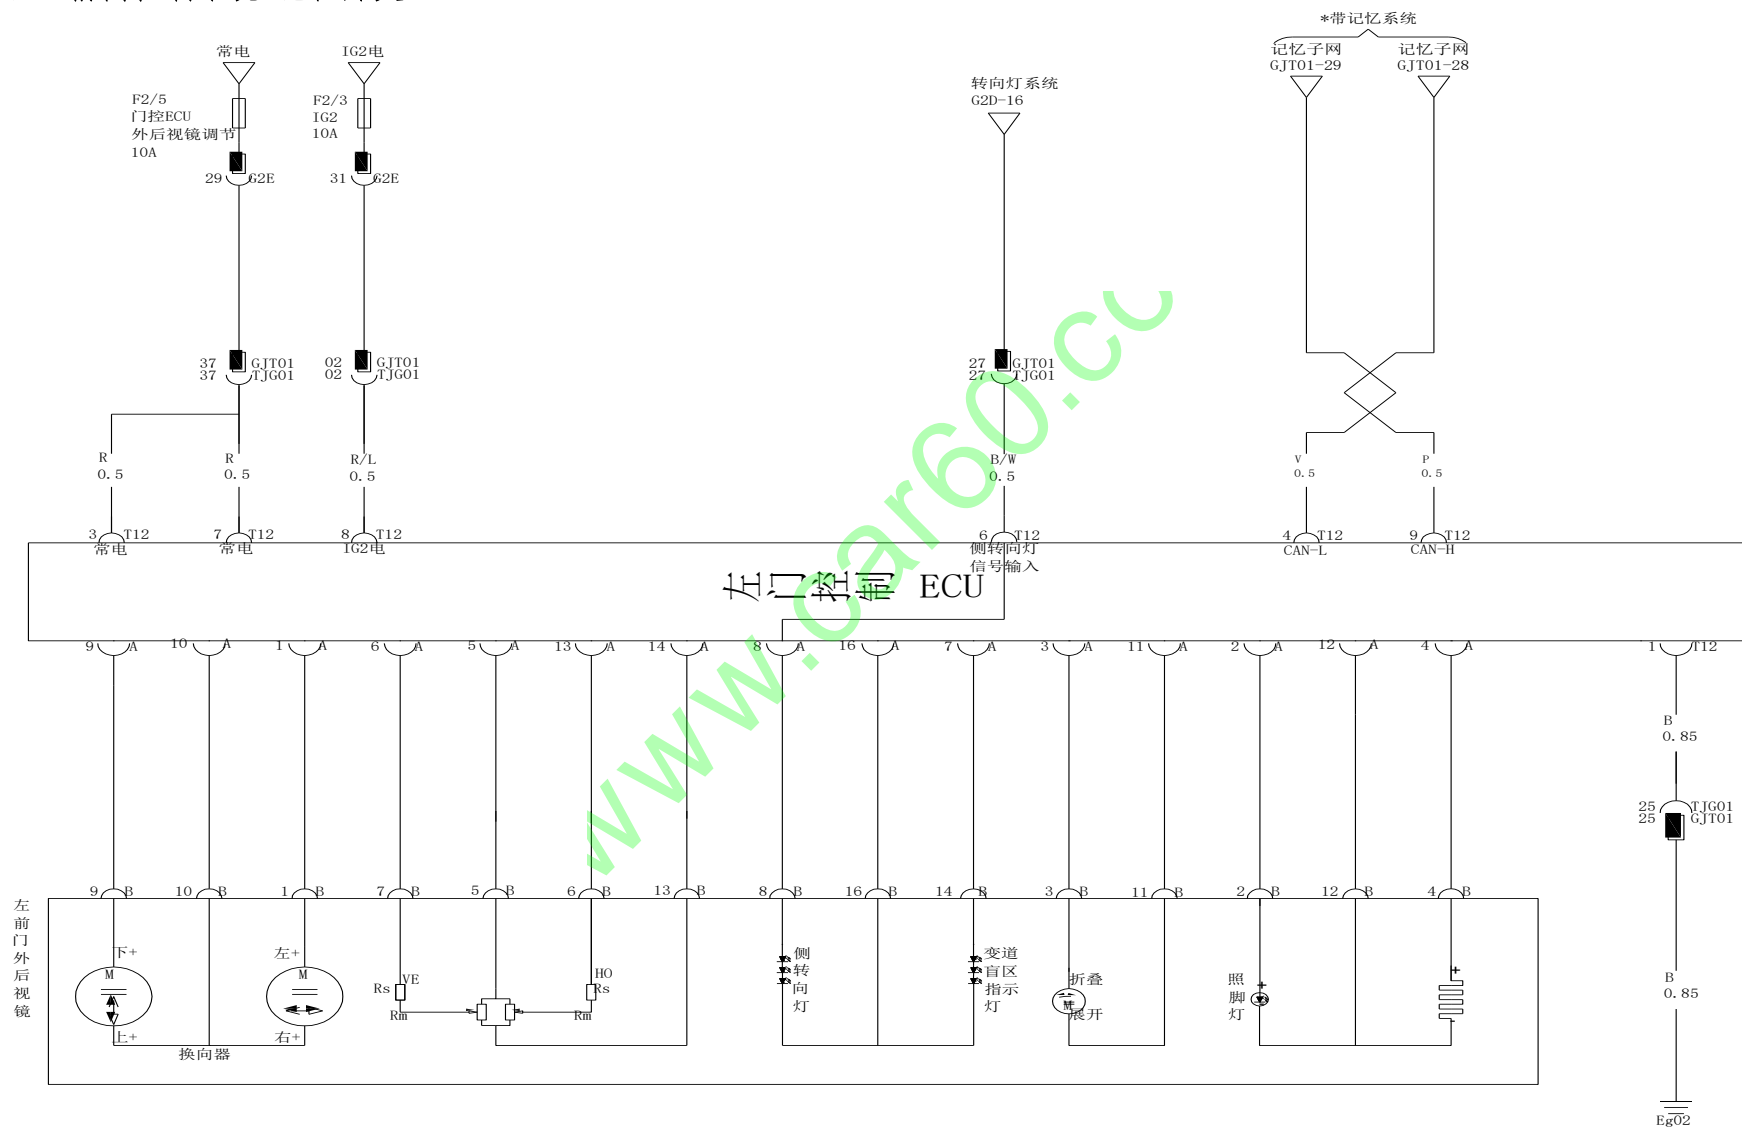 *带记忆系统
常电
IG2电
记忆子网
GJT01-29
记忆子网
GJT01-28
转向灯系统
G2D-16
F2/5
门控ECU
外后视镜调节
10A
F2/3
IG2
10A
29 G2E
31 G2E
37 GJT01
37 TJG01
02 GJT01
02 TJG01
27 GJT01
27 TJG01
R
0.5
R
0.5
R/L
0.5
B/W
0.5
V
0.5
P
0.5
3 T12
常电
7 T12
常电
8 T12
IG2电
6 T12
侧转向灯
信号输入
4 T12
CAN-L
9 T12
CAN-H
左门控制 ECU
9 A
10 A
1 A
6 A
5 A
13 A
14 A
8 A
16 A
7 A
3 A
11 A
2 A
12 A
4 A
1 T12
B
0.85
25 TJG01
25 GJT01
9 B
10 B
1 B
7 B
5 B
6 B
13 B
8 B
16 B
14 B
3 B
11 B
2 B
12 B
4 B
左前门外后视镜
下+
M
上+
左+
M
右+
换向器
VE
Rs
Rm
HO
Rs
Rm
侧转向灯
变道
盲区
指示
灯
折叠
M
展开
照脚灯
+
+
-
B
0.85
Eg02
www.car60.co